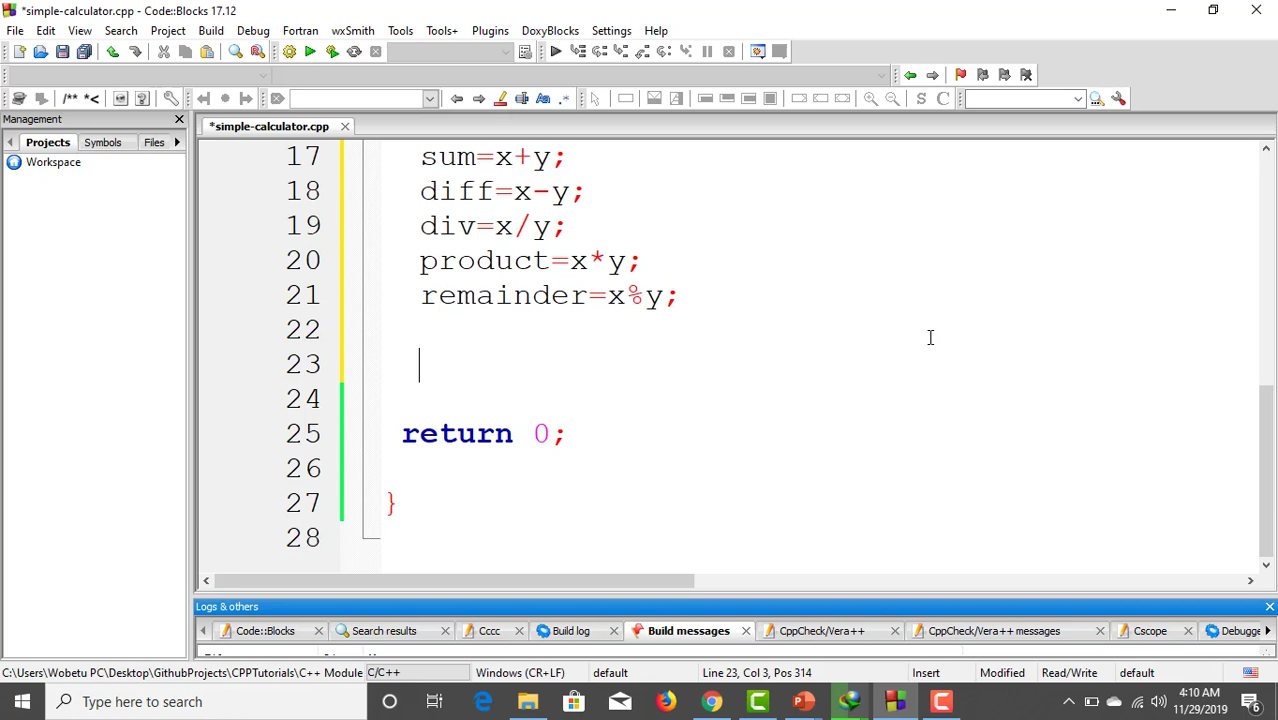 *simple-calculator.cpp - Code::Blocks 17.12
File Edit View Search Project Build Debug Fortran wxSmith Tools Tools+ Plugins DoxyBlocks Settings Help
/** *<
S C
Management
*simple-calculator.cpp
Projects Symbols Files
Workspace
17 sum=x+y;
18 diff=x-y;
19 div=x/y;
20 product=x*y;
21 remainder=x%y;
22
23
24
25 return 0;
26
27 }
28
Logs & others
Code::Blocks Search results Cccc Build log Build messages CppCheck/Vera++ CppCheck/Vera++ messages Cscope Debugge
C:\Users\Wobetu PC\Desktop\GithubProjects\CPPTutorials\C++ Module C/C++ Windows (CR+LF) default Line 23, Col 3, Pos 314 Insert Modified Read/Write default
Type here to search
4:10 AM
11/29/2019
6